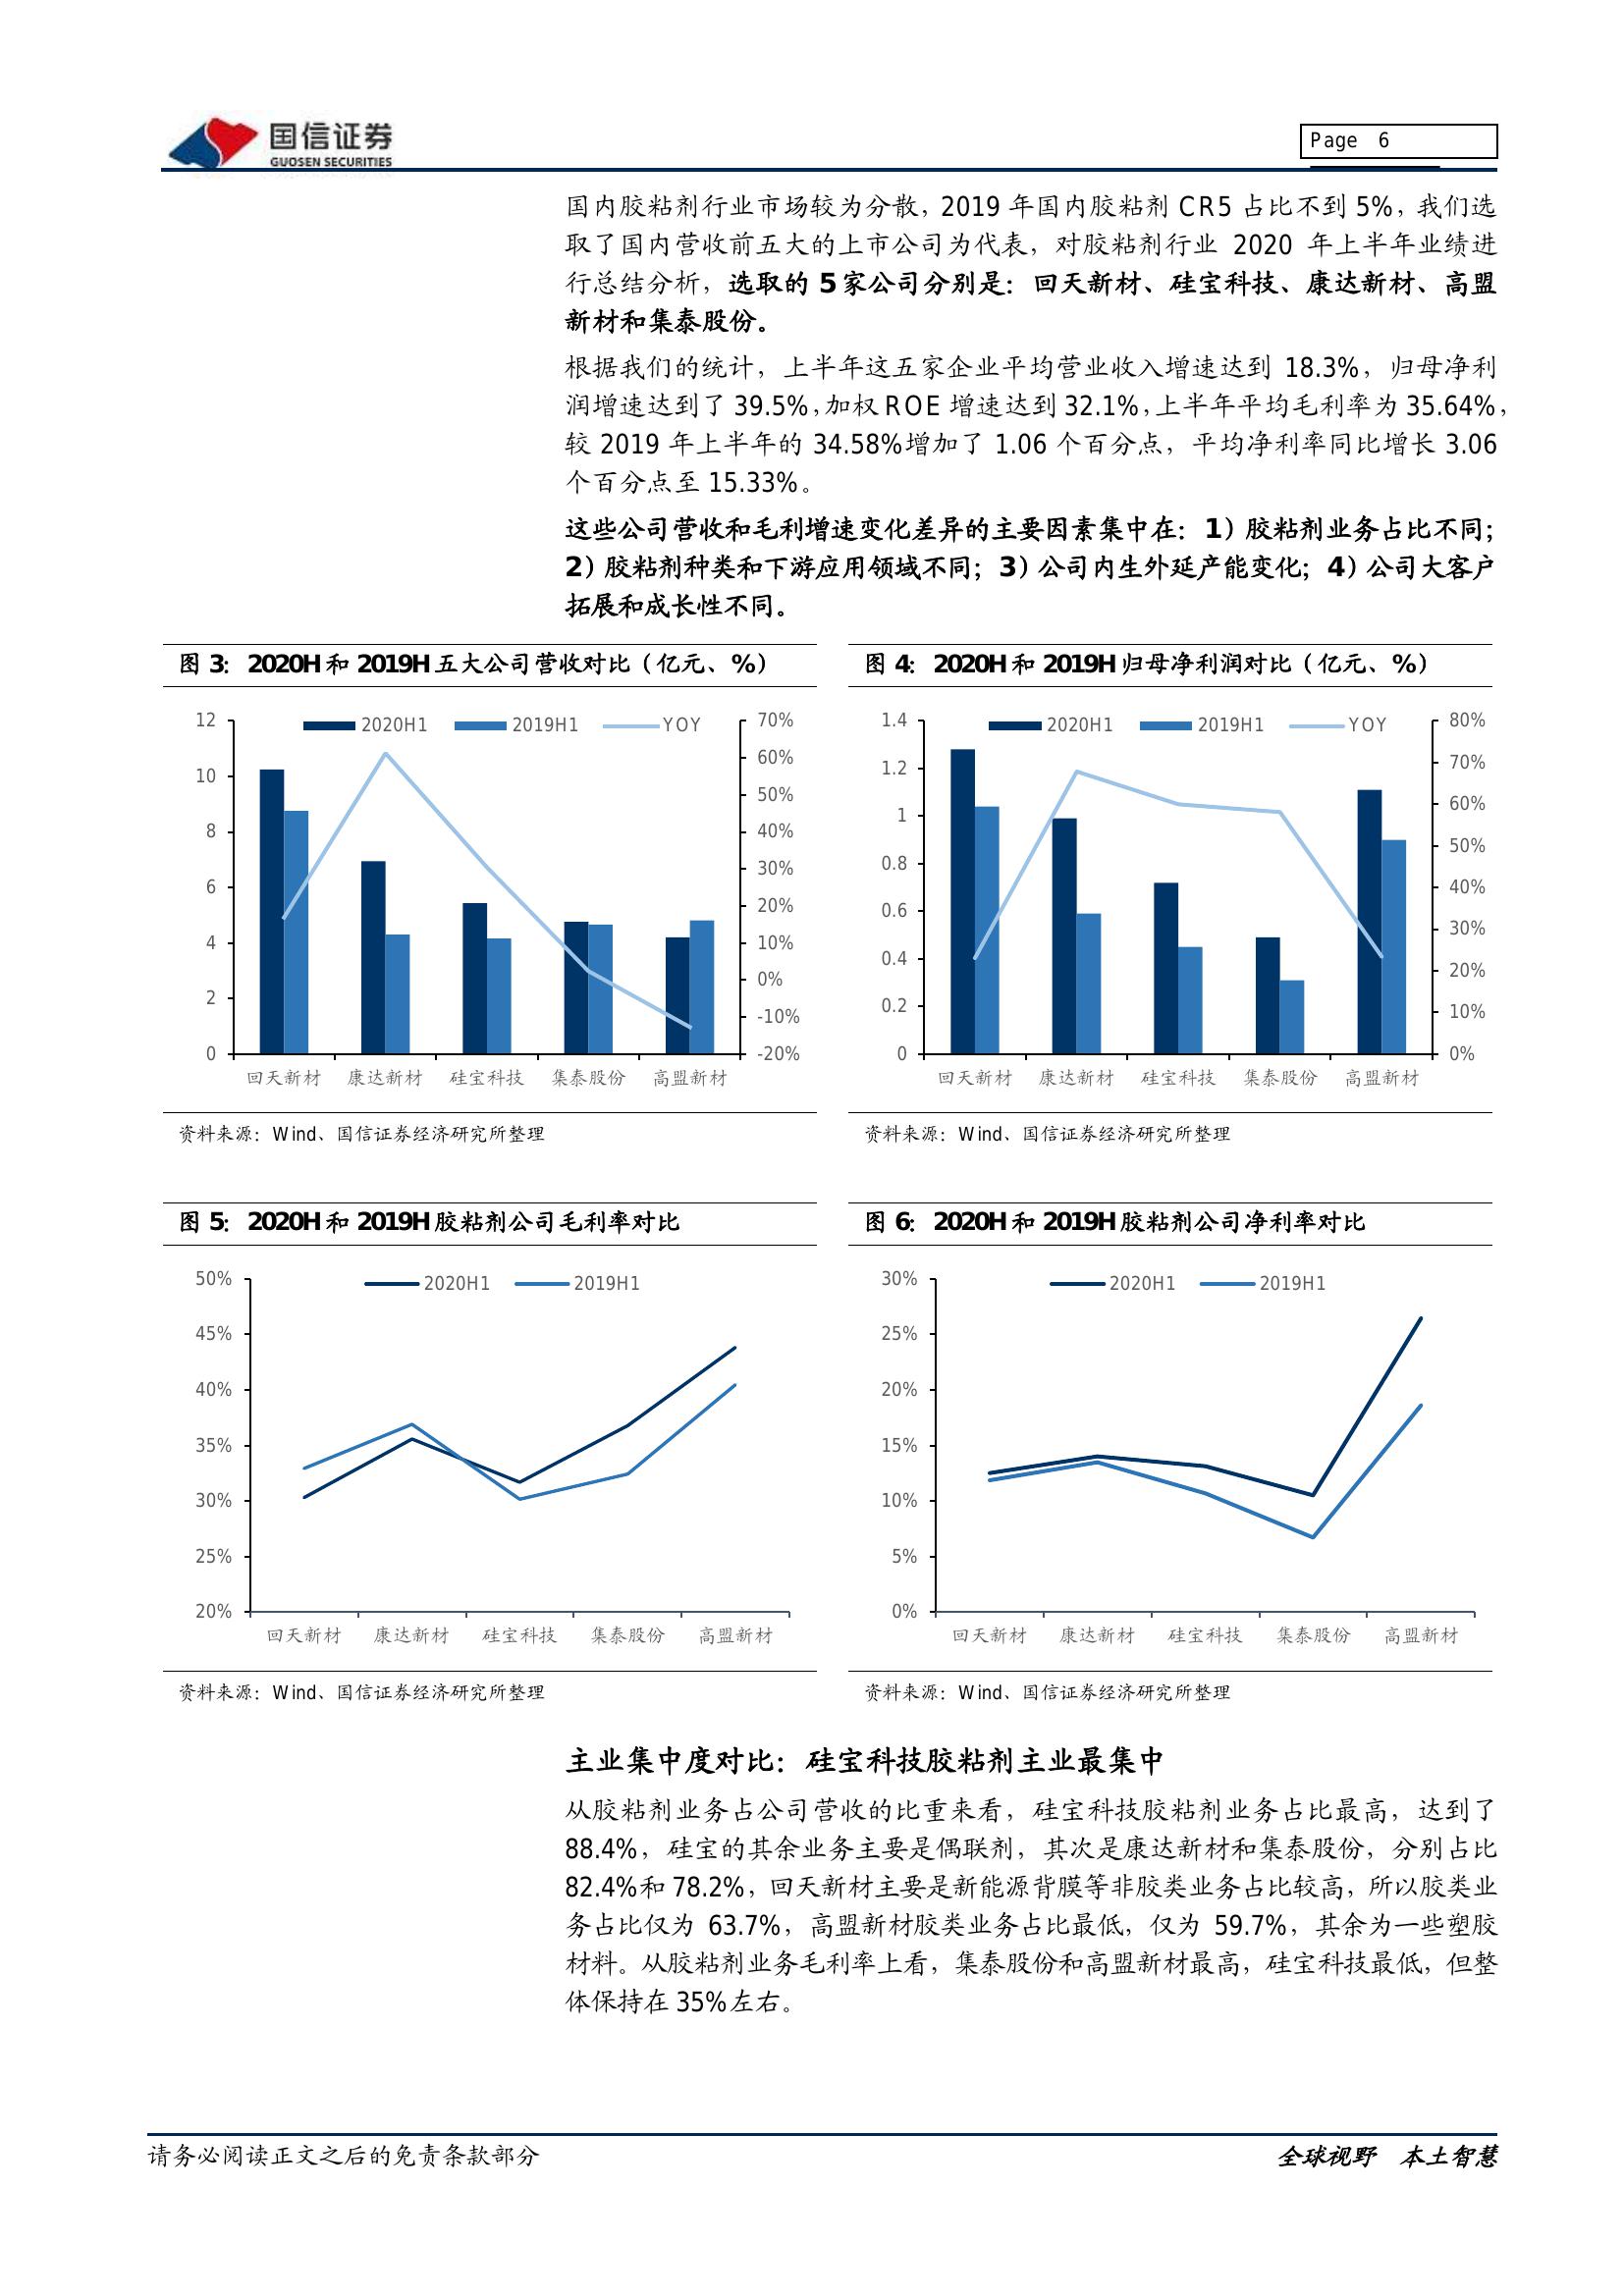 国信证券
GUOSEN SECURITIES
Page 6
国内胶粘剂行业市场较为分散，2019 年国内胶粘剂 CR5 占比不到 5%，我们选
取了国内营收前五大的上市公司为代表，对胶粘剂行业 2020 年上半年业绩进
行总结分析，选取的 5 家公司分别是：回天新材、硅宝科技、康达新材、高盟
新材和集泰股份。
根据我们的统计，上半年这五家企业平均营业收入增速达到 18.3%，归母净利
润增速达到了 39.5%，加权 ROE 增速达到 32.1%，上半年平均毛利率为 35.64%，
较 2019 年上半年的 34.58%增加了 1.06 个百分点，平均净利率同比增长 3.06
个百分点至 15.33%。
这些公司营收和毛利增速变化差异的主要因素集中在：1）胶粘剂业务占比不同；
2）胶粘剂种类和下游应用领域不同；3）公司内生外延产能变化；4）公司大客户
拓展和成长性不同。
图 3：2020H 和 2019H 五大公司营收对比（亿元、%）
2020H1 2019H1 YOY
12
10
8
6
4
2
0
70%
60%
50%
40%
30%
20%
10%
0%
-10%
-20%
回天新材 康达新材 硅宝科技 集泰股份 高盟新材
资料来源：Wind、国信证券经济研究所整理
图 4：2020H 和 2019H 归母净利润对比（亿元、%）
2020H1 2019H1 YOY
1.4
1.2
1
0.8
0.6
0.4
0.2
0
80%
70%
60%
50%
40%
30%
20%
10%
0%
回天新材 康达新材 硅宝科技 集泰股份 高盟新材
资料来源：Wind、国信证券经济研究所整理
图 5：2020H 和 2019H 胶粘剂公司毛利率对比
2020H1 2019H1
50%
45%
40%
35%
30%
25%
20%
回天新材 康达新材 硅宝科技 集泰股份 高盟新材
资料来源：Wind、国信证券经济研究所整理
图 6：2020H 和 2019H 胶粘剂公司净利率对比
2020H1 2019H1
30%
25%
20%
15%
10%
5%
0%
回天新材 康达新材 硅宝科技 集泰股份 高盟新材
资料来源：Wind、国信证券经济研究所整理
主业集中度对比：硅宝科技胶粘剂主业最集中
从胶粘剂业务占公司营收的比重来看，硅宝科技胶粘剂业务占比最高，达到了
88.4%，硅宝的其余业务主要是偶联剂，其次是康达新材和集泰股份，分别占比
82.4%和 78.2%，回天新材主要是新能源背膜等非胶类业务占比较高，所以胶类业
务占比仅为 63.7%，高盟新材胶类业务占比最低，仅为 59.7%，其余为一些塑胶
材料。从胶粘剂业务毛利率上看，集泰股份和高盟新材最高，硅宝科技最低，但整
体保持在 35%左右。
请务必阅读正文之后的免责条款部分
全球视野 本土智慧